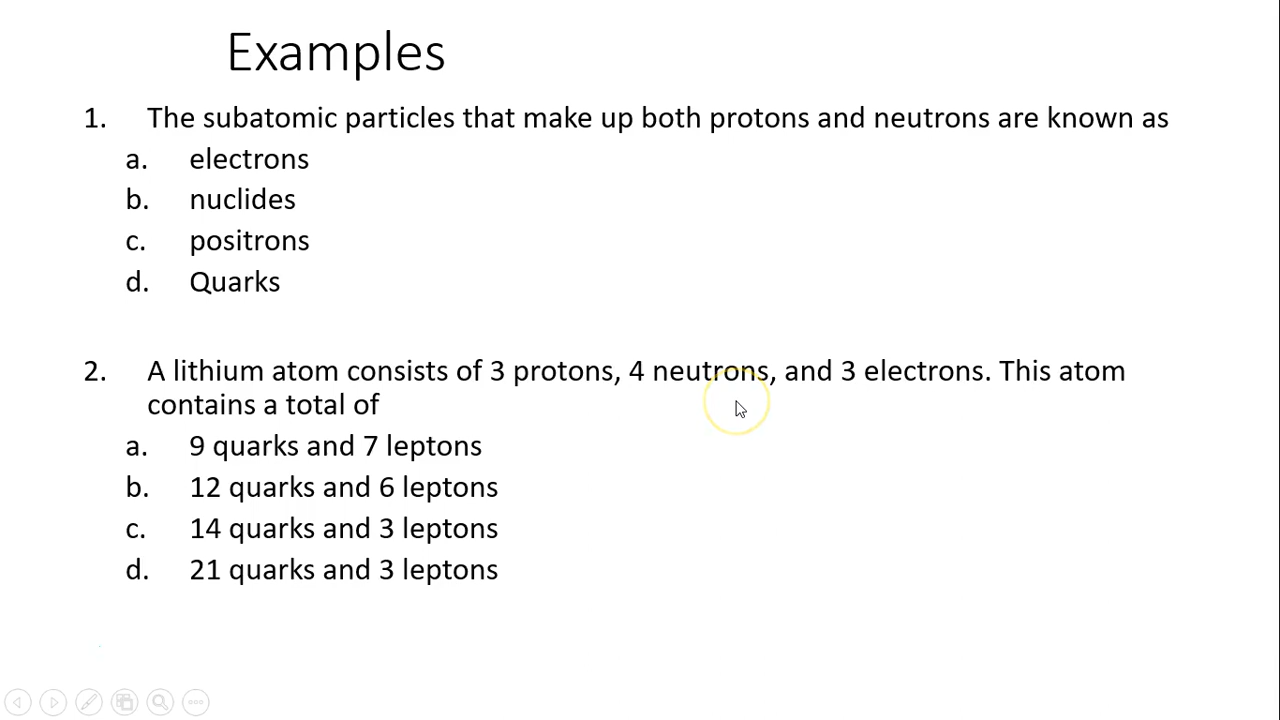 Examples
1. The subatomic particles that make up both protons and neutrons are known as
a. electrons
b. nuclides
c. positrons
d. Quarks
2. A lithium atom consists of 3 protons, 4 neutrons, and 3 electrons. This atom
contains a total of
a. 9 quarks and 7 leptons
b. 12 quarks and 6 leptons
c. 14 quarks and 3 leptons
d. 21 quarks and 3 leptons